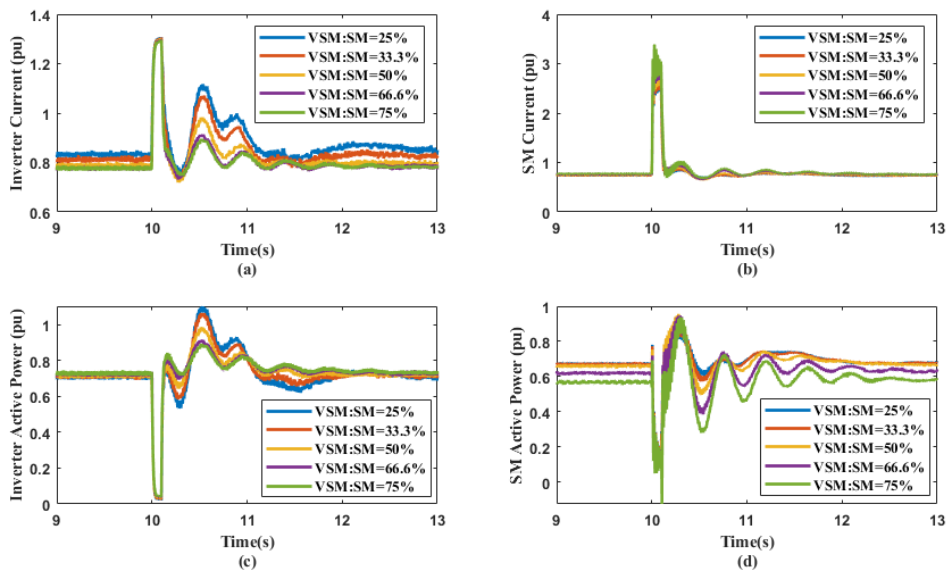 1.4
1.2
1
0.8
0.6
Inverter Current (pu)
VSM:SM=25%
VSM:SM=33.3%
VSM:SM=50%
VSM:SM=66.6%
VSM:SM=75%
9 10 11 12 13
Time(s)
(a)
4
3
2
1
0
SM Current (pu)
VSM:SM=25%
VSM:SM=33.3%
VSM:SM=50%
VSM:SM=66.6%
VSM:SM=75%
9 10 11 12 13
Time(s)
(b)
1
0.8
0.6
0.4
0.2
0
Inverter Active Power (pu)
VSM:SM=25%
VSM:SM=33.3%
VSM:SM=50%
VSM:SM=66.6%
VSM:SM=75%
9 10 11 12 13
Time(s)
(c)
1
0.8
0.6
0.4
0.2
0
SM Active Power (pu)
VSM:SM=25%
VSM:SM=33.3%
VSM:SM=50%
VSM:SM=66.6%
VSM:SM=75%
9 10 11 12 13
Time(s)
(d)